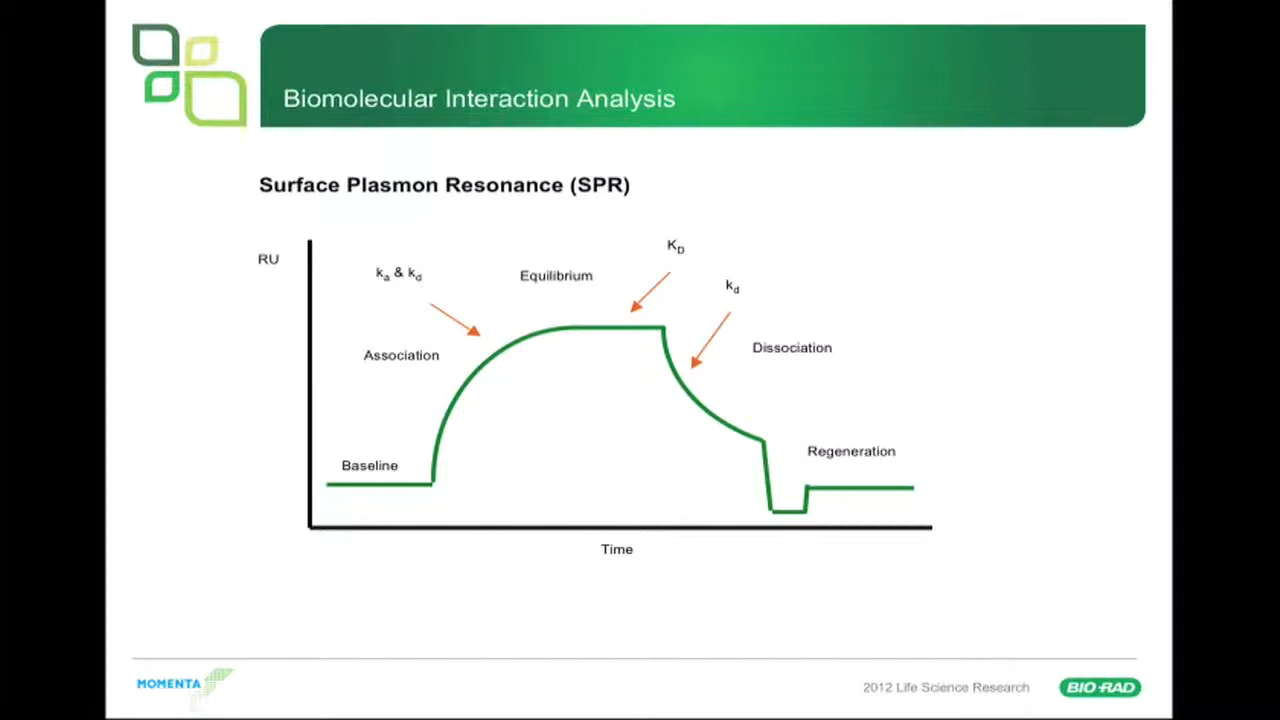 Biomolecular Interaction Analysis
Surface Plasmon Resonance (SPR)
RU
ka & kd
Equilibrium
KD
kd
Association
Dissociation
Baseline
Regeneration
Time
MOMENTA
2012 Life Science Research
BIO-RAD